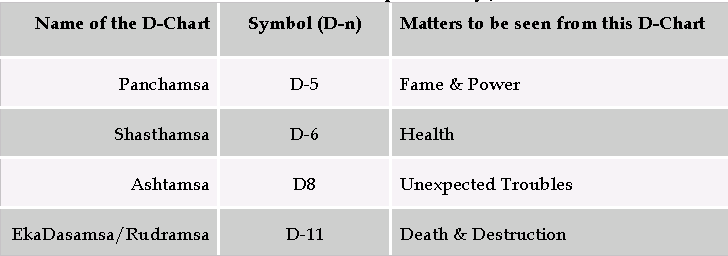 Name of the D-Chart Symbol (D-n) Matters to be seen from this D-Chart
Panchamsa D-5 Fame & Power
Shasthamsa D-6 Health
Ashtamsa D8 Unexpected Troubles
EkaDasamsa/Rudramsa D-11 Death & Destruction